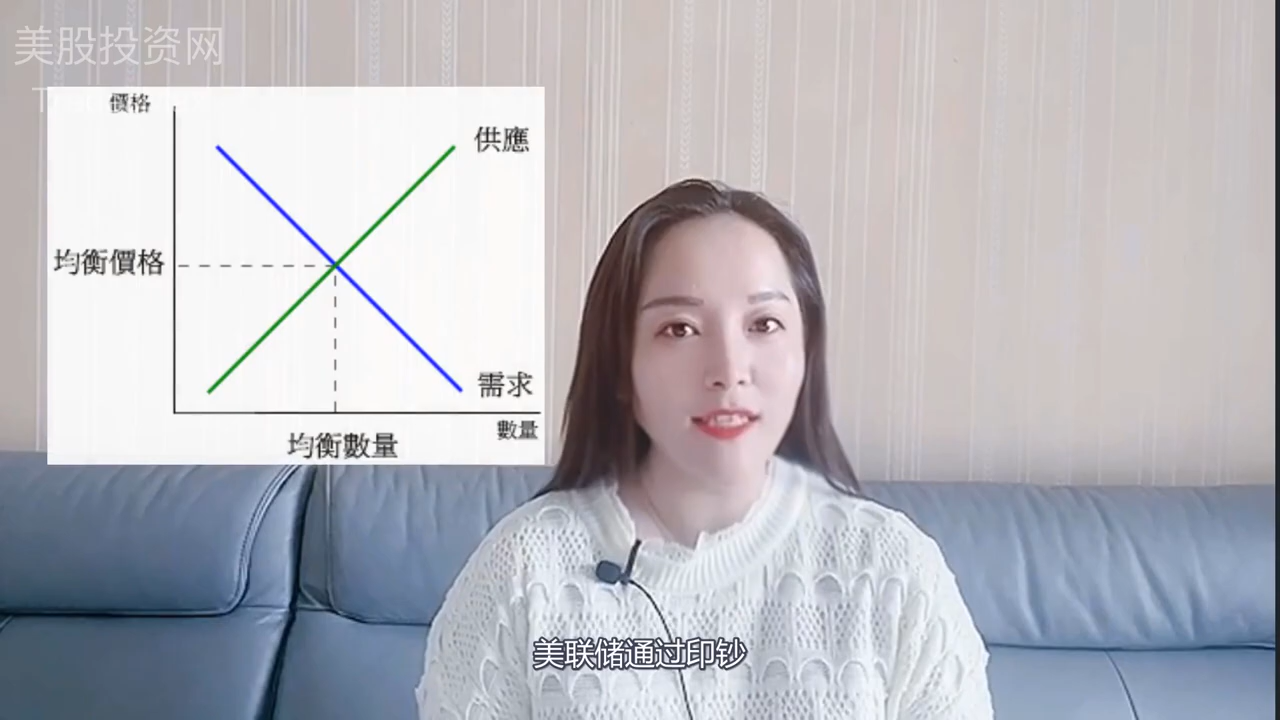 美股投资网
價格
供應
均衡價格
需求
數量
均衡數量
美联储通过印钞